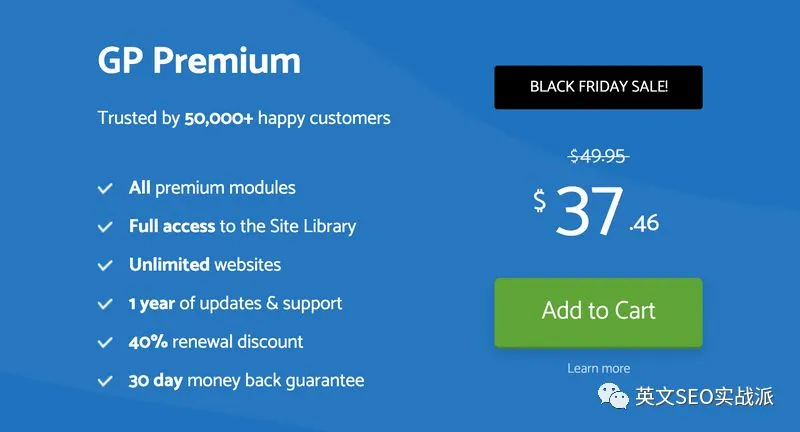 GP Premium
Trusted by 50,000+ happy customers
All premium modules
Full access to the Site Library
Unlimited websites
1 year of updates & support
40% renewal discount
30 day money back guarantee
BLACK FRIDAY SALE!
$49.95
$37.46
Add to Cart
Learn more
英文SEO实战派